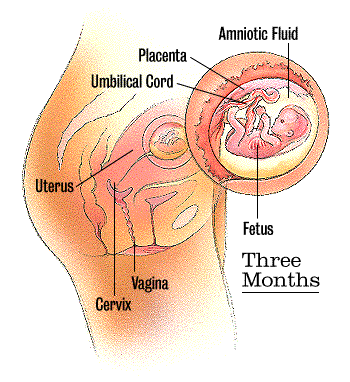 Amniotic Fluid
Placenta
Umbilical Cord
Uterus
Fetus
Three
Months
Vagina
Cervix